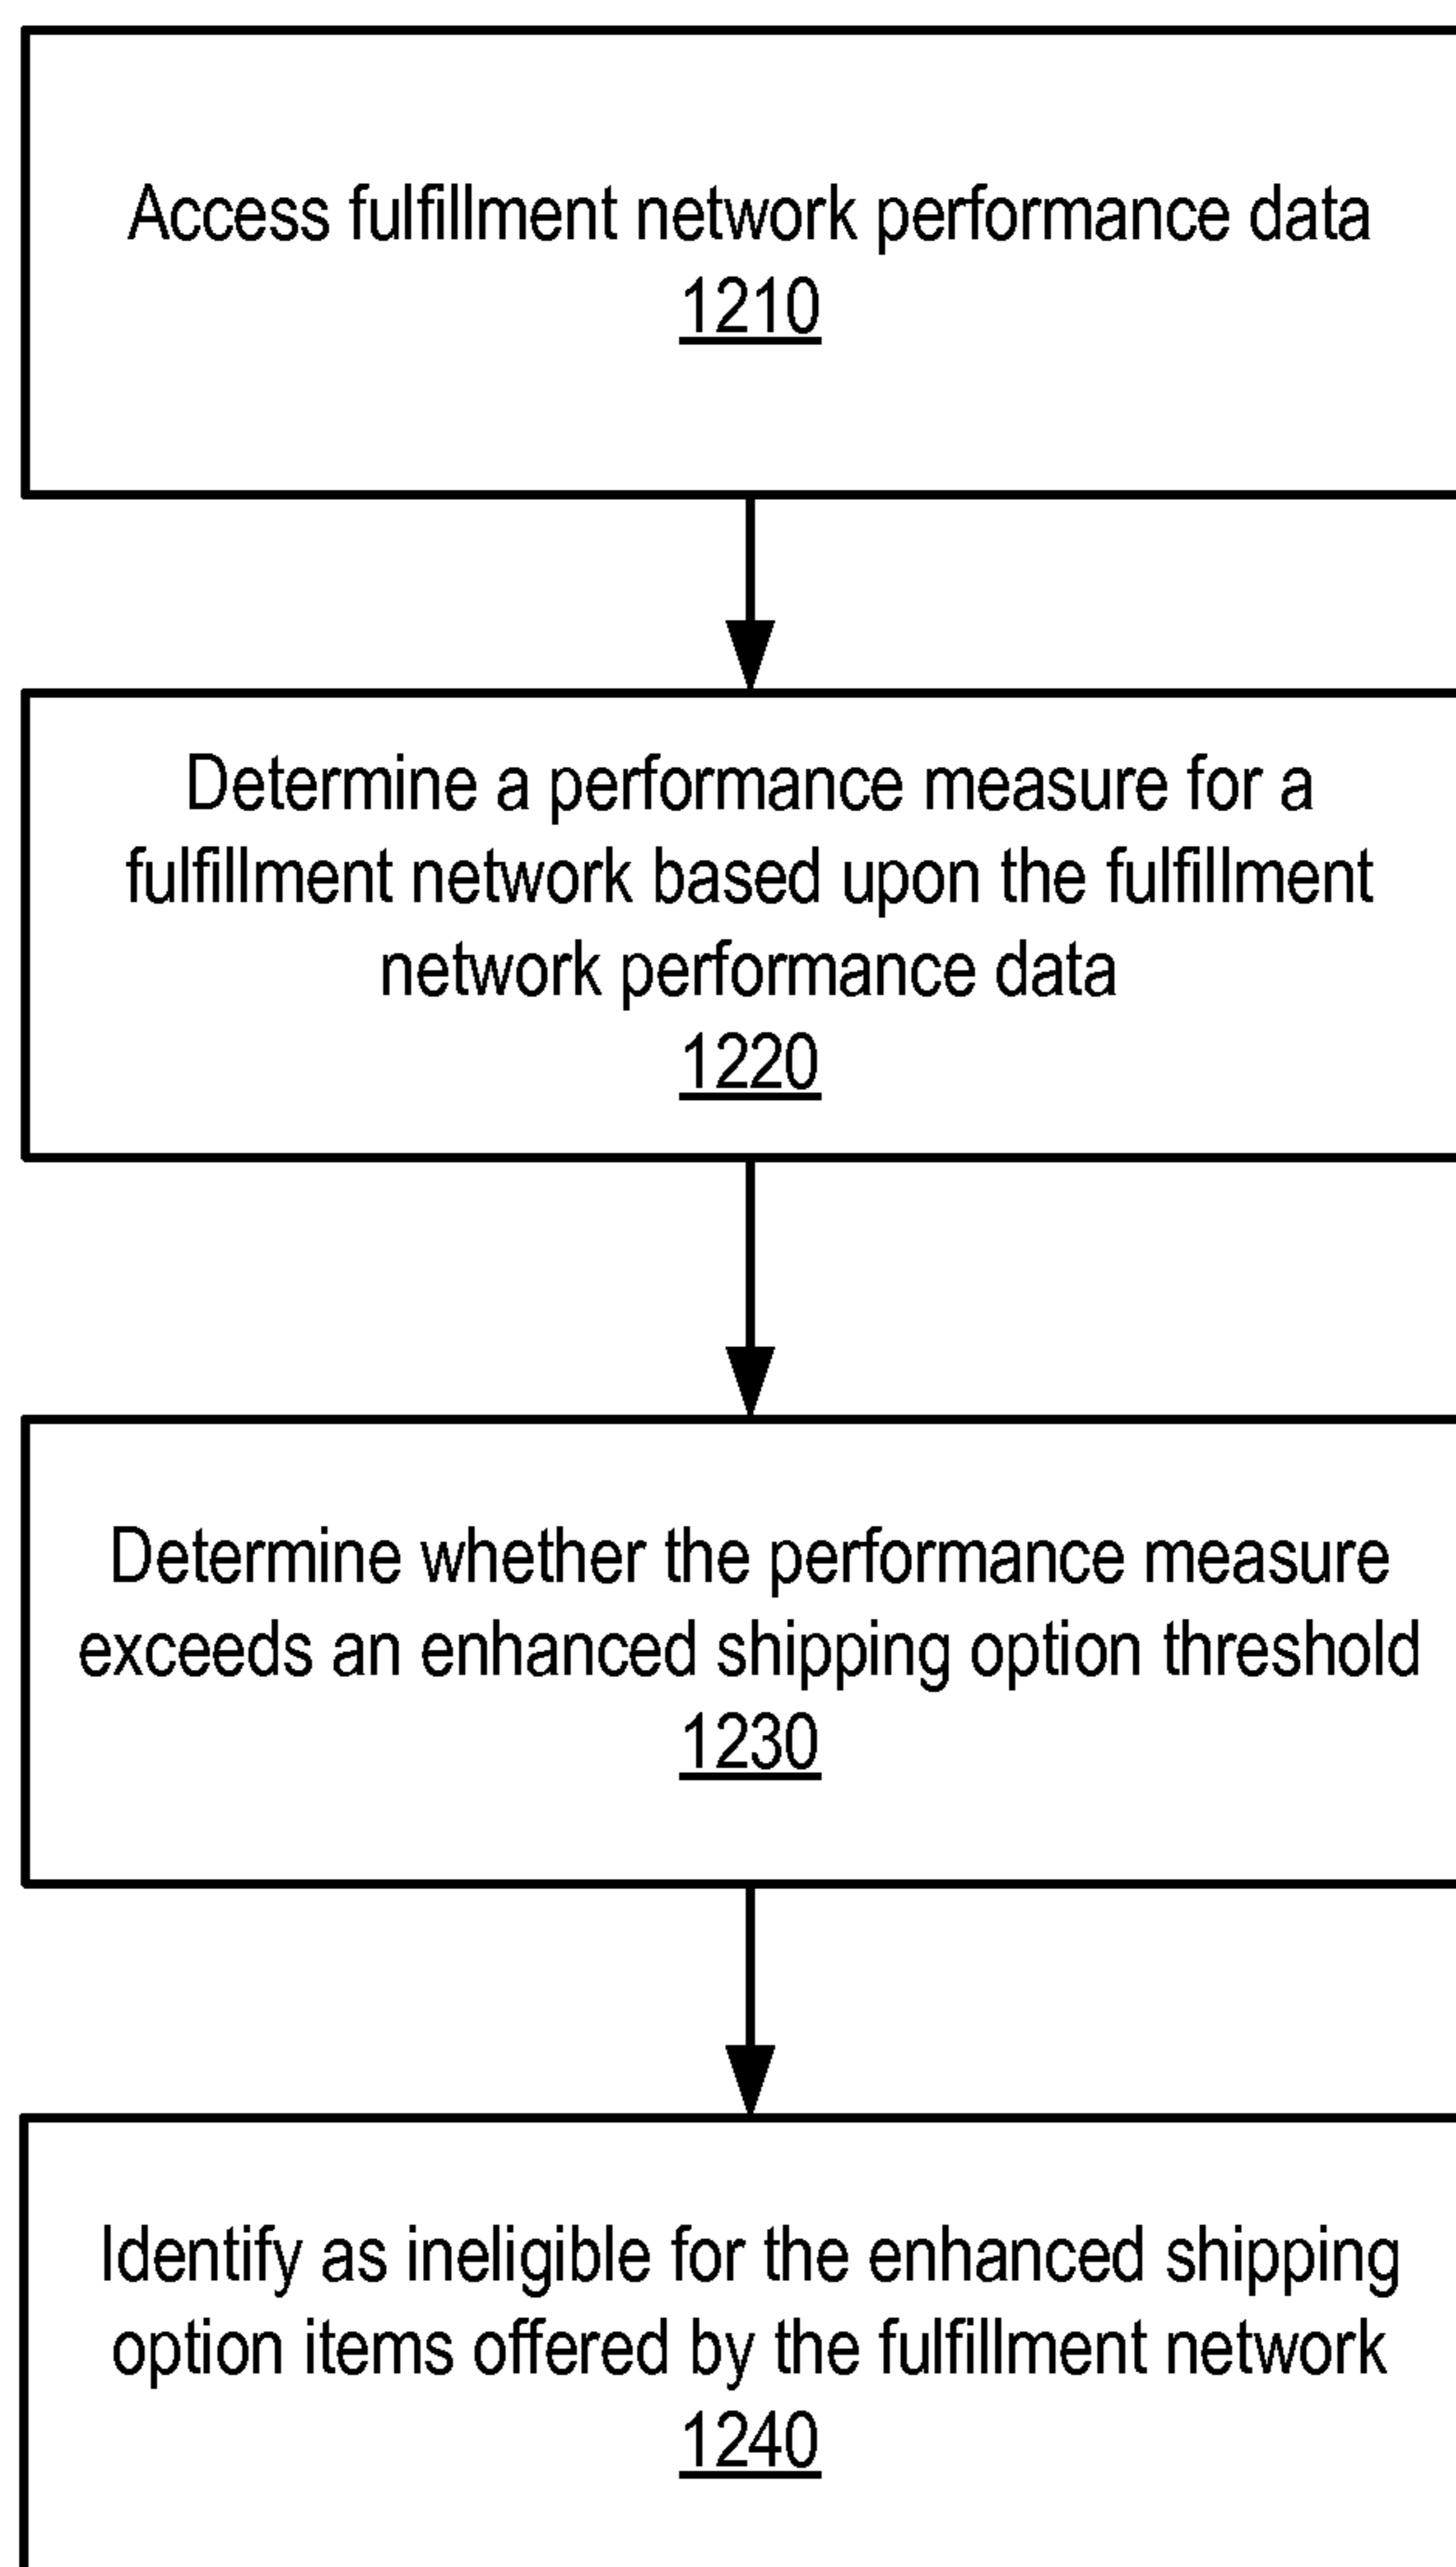 Access fulfillment network performance data
1210
Determine a performance measure for a
fulfillment network based upon the fulfillment
network performance data
1220
Determine whether the performance measure
exceeds an enhanced shipping option threshold
1230
Identify as ineligible for the enhanced shipping
option items offered by the fulfillment network
1240